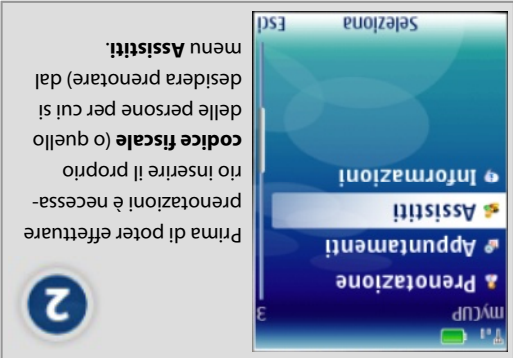 myCUP 3
Prenotazione
Appuntamenti
Assistiti
Informazioni
Seleziona Esci
2
Prima di poter effettuare
prenotazioni è necessa-
rio inserire il proprio
codice fiscale (o quello
delle persone per cui si
desidera prenotare) dal
menu Assistiti.